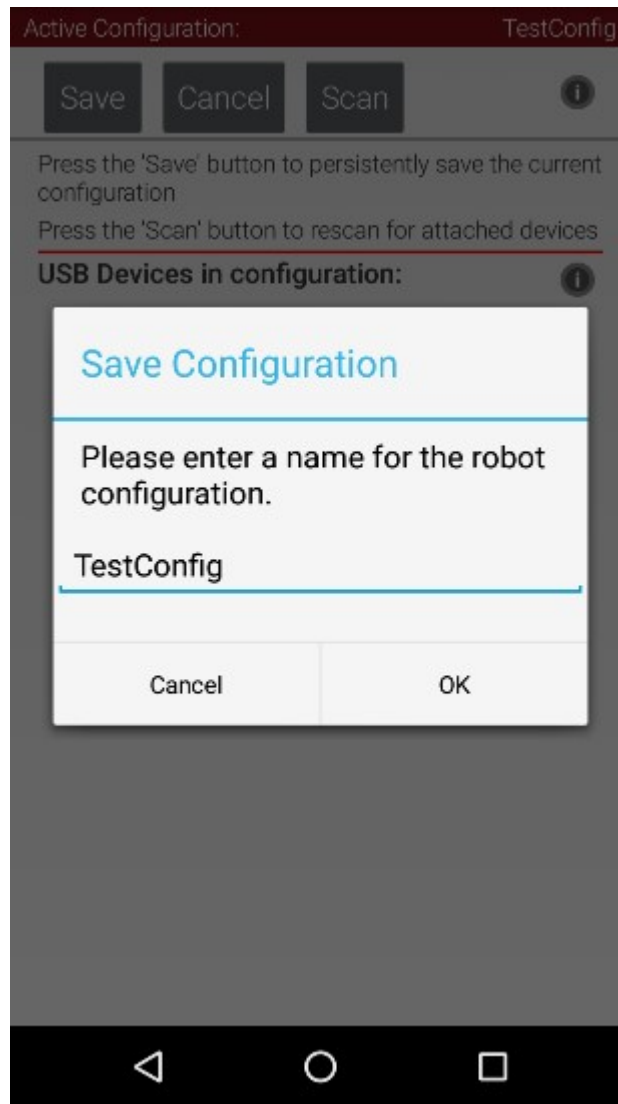 Active Configuration: TestConfig
Save Cancel Scan
Press the 'Save' button to persistently save the current
configuration
Press the 'Scan' button to rescan for attached devices
USB Devices in configuration:
Save Configuration
Please enter a name for the robot
configuration.
TestConfig
Cancel OK